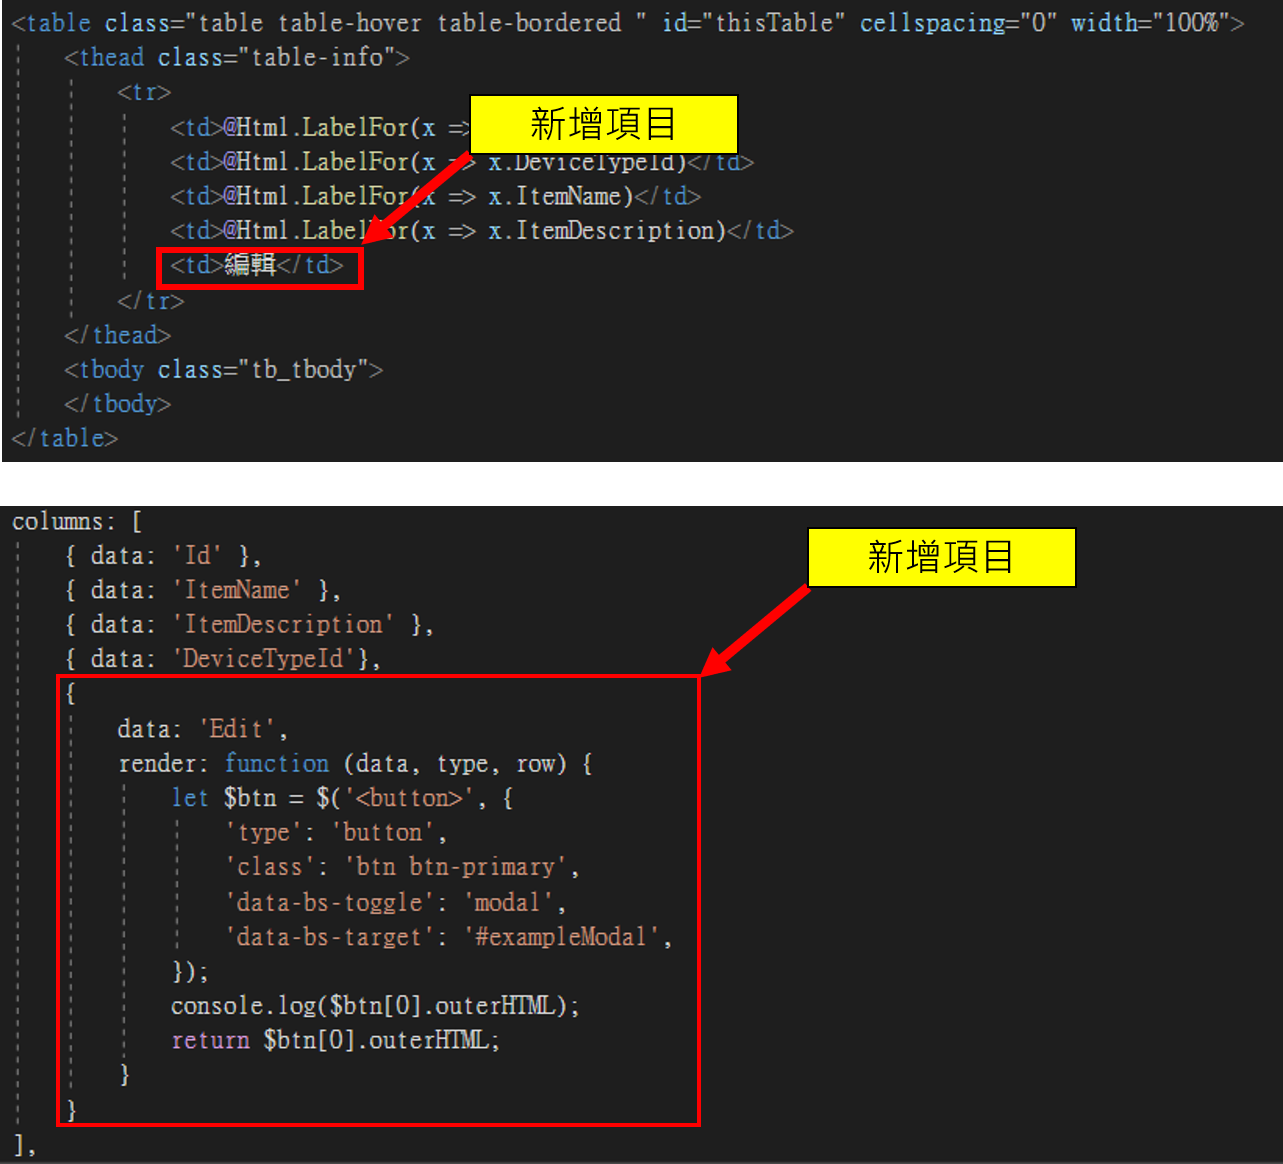 <table class="table table-hover table-bordered " id="thisTable" cellspacing="0" width="100%">
<thead class="table-info">
<tr>
<td>@Html.LabelFor(x =>
新增項目
<td>@Html.LabelFor(x => x.DeviceTypeId)</td>
<td>@Html.LabelFor(x => x.ItemName)</td>
<td>@Html.LabelFor(x => x.ItemDescription)</td>
<td>編輯</td>
</tr>
</thead>
<tbody class="tb_tbody">
</tbody>
</table>
columns: [
{ data: 'Id' },
新增項目
{ data: 'ItemName' },
{ data: 'ItemDescription' },
{ data: 'DeviceTypeId'},
{
data: 'Edit',
render: function (data, type, row) {
let $btn = $('<button>', {
'type': 'button',
'class': 'btn btn-primary',
'data-bs-toggle': 'modal',
'data-bs-target': '#exampleModal',
});
console.log($btn[0].outerHTML);
return $btn[0].outerHTML;
}
}
],